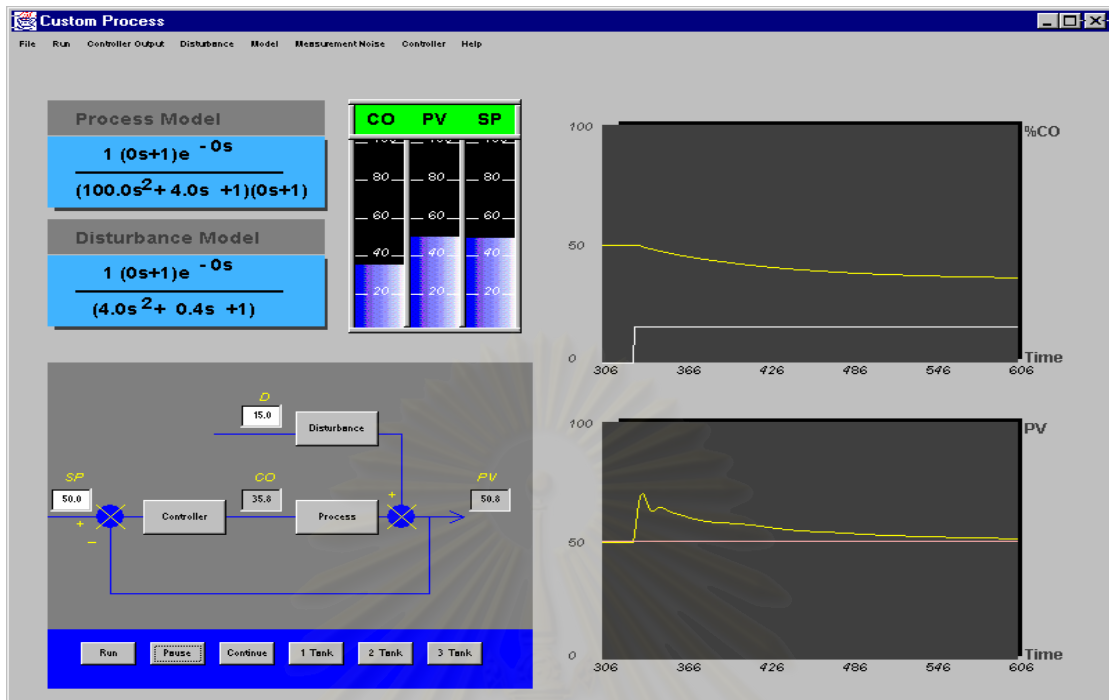 Custom Process
File Run Controller Output Disturbance Model Measurement Noise Controller Help
Process Model
1 (0s+1)e - 0s
(100.0s2+ 4.0s +1)(0s+1)
Disturbance Model
1 (0s+1)e - 0s
(4.0s2+ 0.4s +1)
CO PV SP
100 100 100
80 80 80
60 60 60
40 40 40
20 20 20
100
%CO
50
0
Time
306 366 426 486 546 606
100
PV
50
0
Time
306 366 426 486 546 606
D
15.0
Disturbance
SP
50.0
+
−
Controller
CO
35.8
Process
+
+
PV
50.8
Run Pause Continue 1 Tank 2 Tank 3 Tank